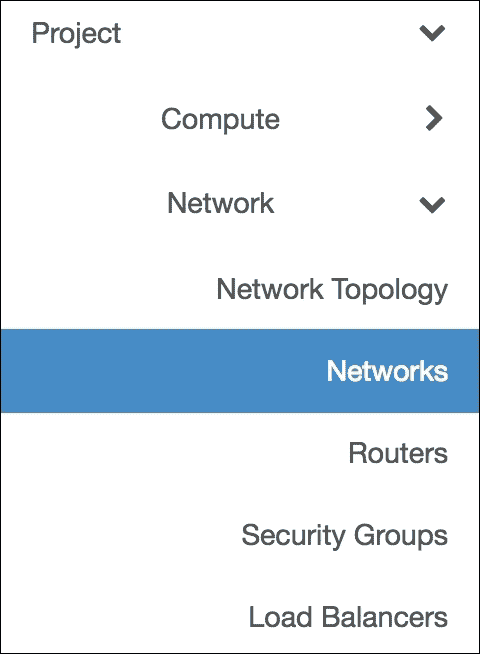 Project
Compute
Network
Network Topology
Networks
Routers
Security Groups
Load Balancers